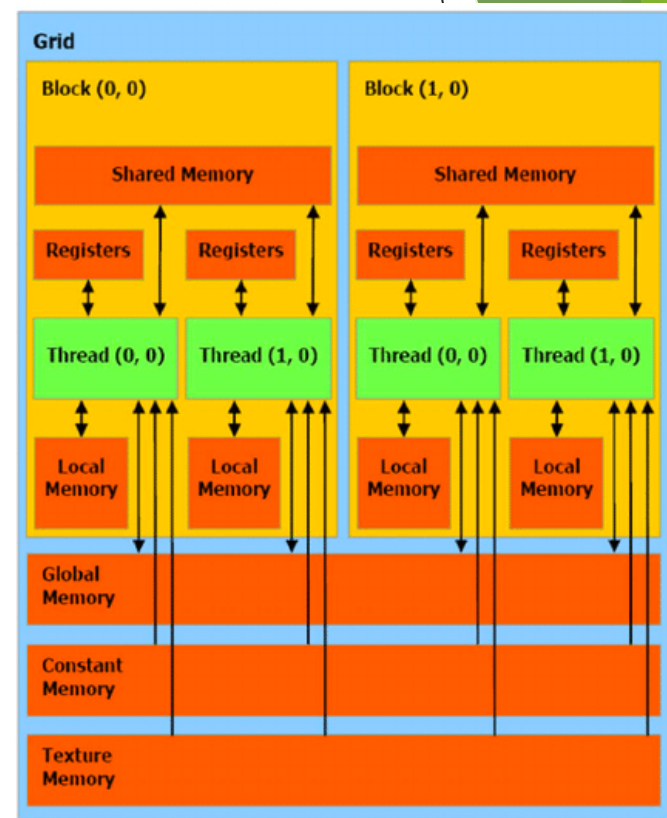 Grid
Block (0, 0)
Block (1, 0)
Shared Memory
Shared Memory
Registers
Registers
Registers
Registers
Thread (0, 0)
Thread (1, 0)
Thread (0, 0)
Thread (1, 0)
Local
Memory
Local
Memory
Local
Memory
Local
Memory
Global
Memory
Constant
Memory
Texture
Memory